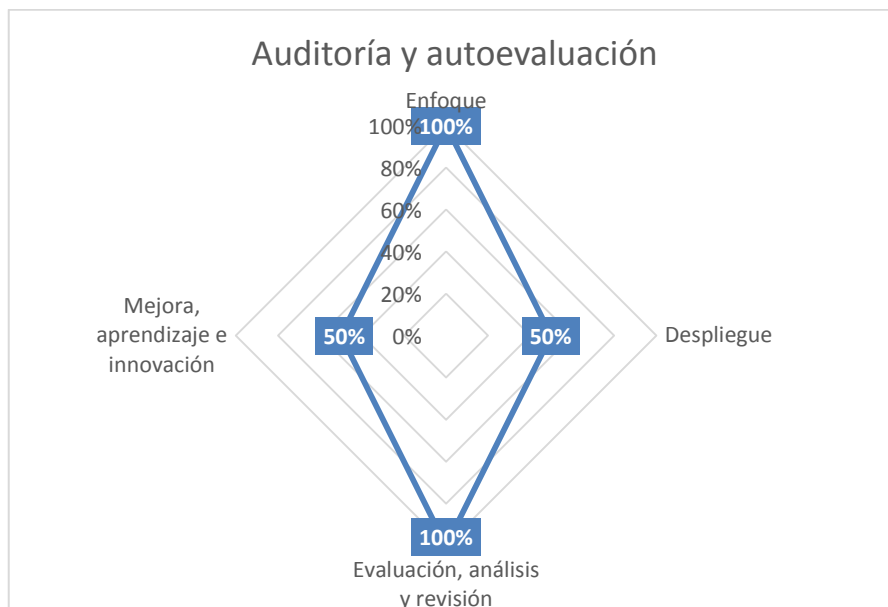 Auditoría y autoevaluación
Enfoque
100%
100%
80%
60%
40%
20%
0%
Mejora,
aprendizaje e
innovación
50%
50%
Despliegue
100%
Evaluación, análisis
y revisión